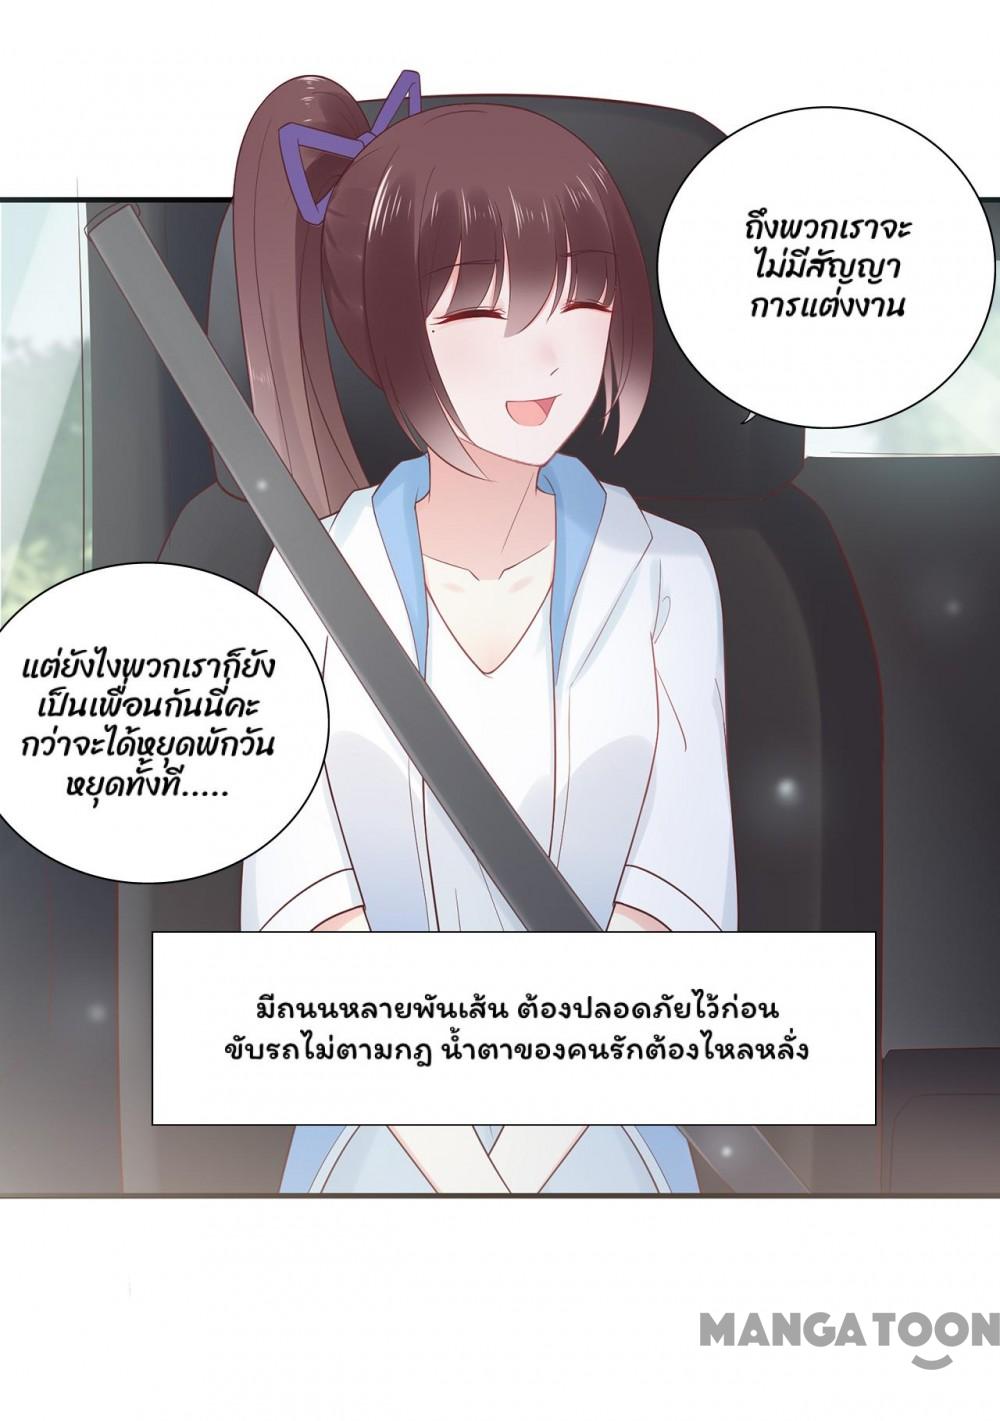 ถึงพวกเราจะ
ไม่มีสัญญา
การแต่งงาน
แต่ยังไงพวกเราก็ยัง
เป็นเพื่อนกันนี่คะ
กว่าจะได้หยุดพักวัน
หยุดทั้งที.....
มีถนนหลายพันเส้น ต้องปลอดภัยไว้ก่อน
ขับรถไม่ตามกฎ น้ำตาของคนรักต้องไหลหลั่ง
MANGATOON